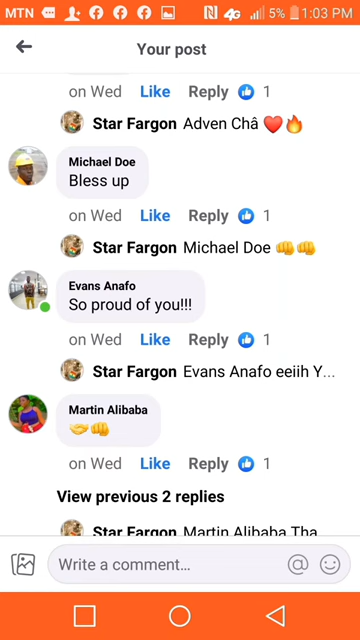 MTN 4G 5% 1:03 PM
Your post
on Wed Like Reply 1
Star Fargon Adven Châ ❤️🔥
Michael Doe
Bless up
on Wed Like Reply 1
Star Fargon Michael Doe 👊👊
Evans Anafo
So proud of you!!!
on Wed Like Reply 1
Star Fargon Evans Anafo eeiih Y...
Martin Alibaba
🤝👊
on Wed Like Reply 1
View previous 2 replies
Star Fargon Martin Alibaba Tha
Write a comment...